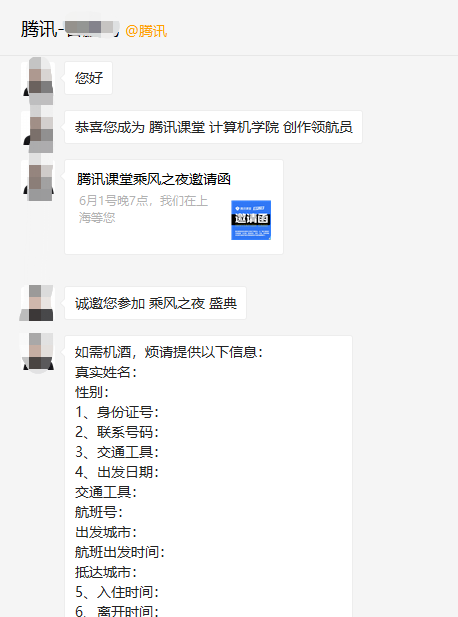 腾讯-
@腾讯
您好
恭喜您成为 腾讯课堂 计算机学院 创作领航员
腾讯课堂乘风之夜邀请函
6月1号晚7点，我们在上
海等您
邀请函
诚邀您参加 乘风之夜 盛典
如需机酒，烦请提供以下信息：
真实姓名：
性别：
1、身份证号：
2、联系号码：
3、交通工具：
4、出发日期：
交通工具：
航班号：
出发城市：
航班出发时间：
抵达城市：
5、入住时间：
6、离开时间：